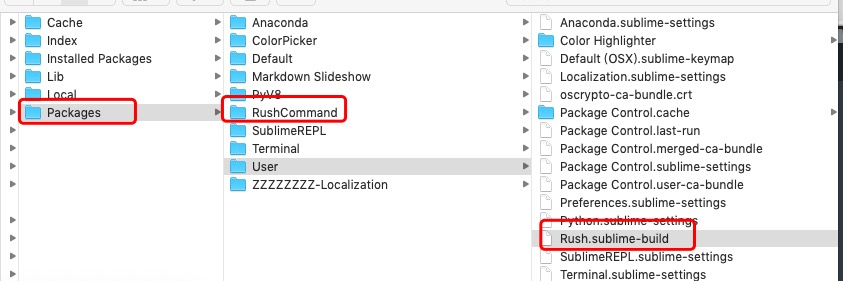 Cache
Index
Installed Packages
Lib
Local
Packages
Anaconda
ColorPicker
Default
Markdown Slideshow
PyV8
RushCommand
SublimeREPL
Terminal
User
ZZZZZZZZ-Localization
Anaconda.sublime-settings
Color Highlighter
Default (OSX).sublime-keymap
Localization.sublime-settings
oscrypto-ca-bundle.crt
Package Control.cache
Package Control.last-run
Package Control.merged-ca-bundle
Package Control.sublime-settings
Package Control.user-ca-bundle
Preferences.sublime-settings
Python.sublime-settings
Rush.sublime-build
SublimeREPL.sublime-settings
Terminal.sublime-settings